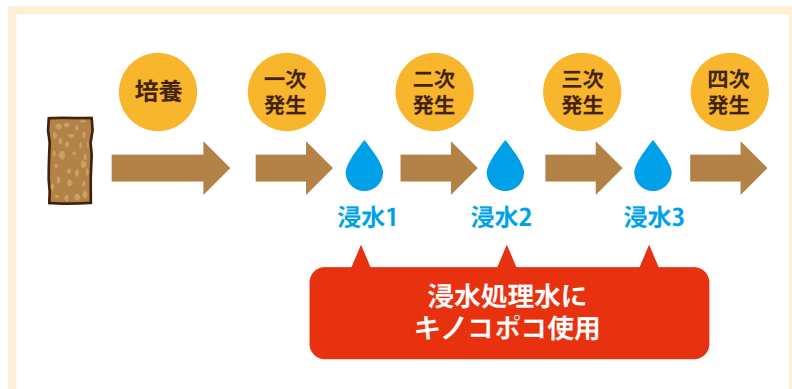 培養
一次
発生
二次
発生
三次
発生
四次
発生
浸水1
浸水2
浸水3
浸水処理水に
キノコポコ使用